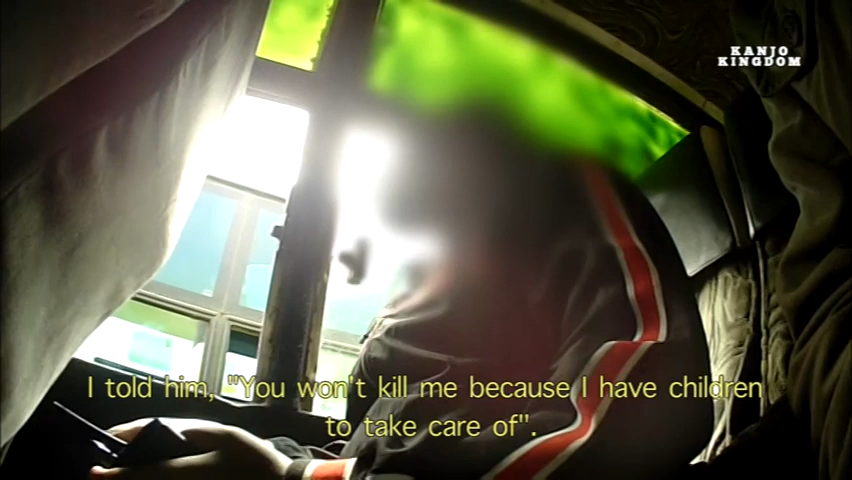 KANJO
KINGDOM
I told him, "You won't kill me because I have children
to take care of".